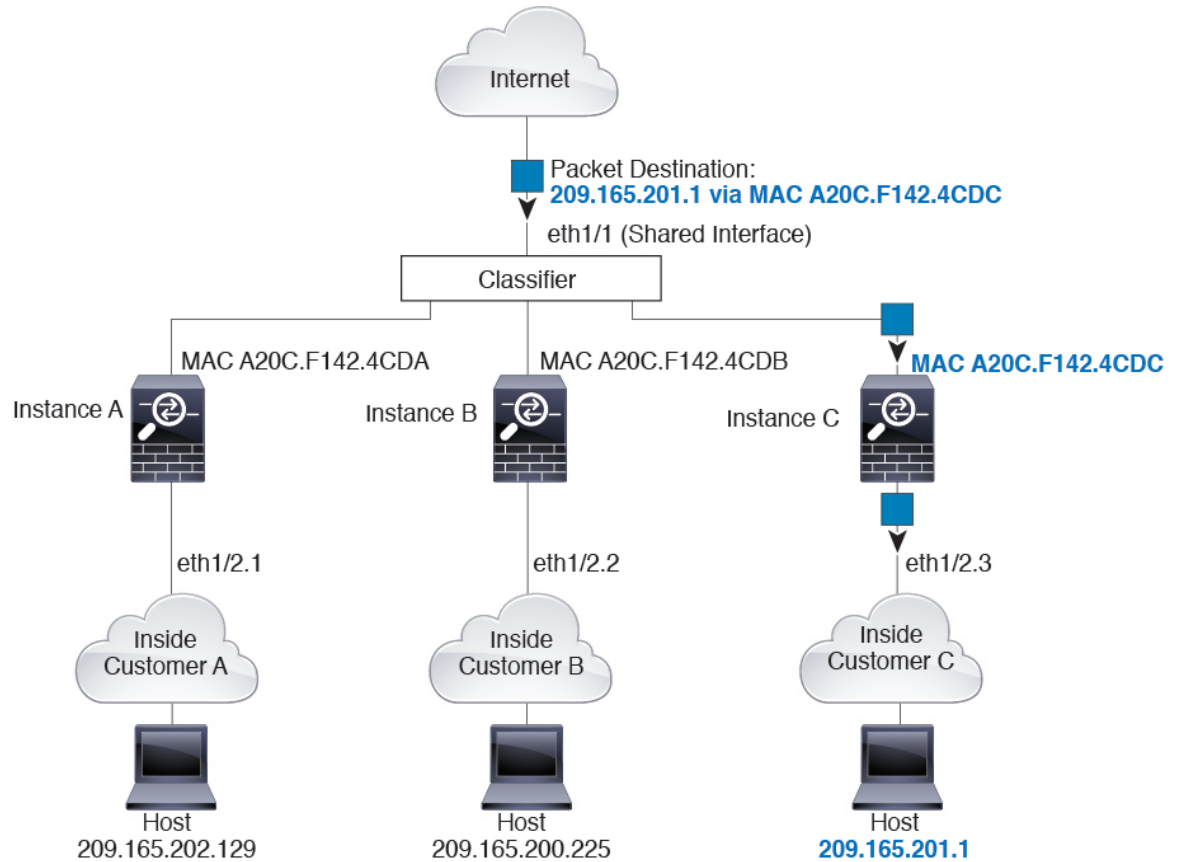 Internet
Packet Destination:
209.165.201.1 via MAC A20C.F142.4CDC
eth1/1 (Shared Interface)
Classifier
MAC A20C.F142.4CDA
MAC A20C.F142.4CDB
MAC A20C.F142.4CDC
Instance A
Instance B
Instance C
eth1/2.1
eth1/2.2
eth1/2.3
Inside
Customer A
Inside
Customer B
Inside
Customer C
Host
209.165.202.129
Host
209.165.200.225
Host
209.165.201.1